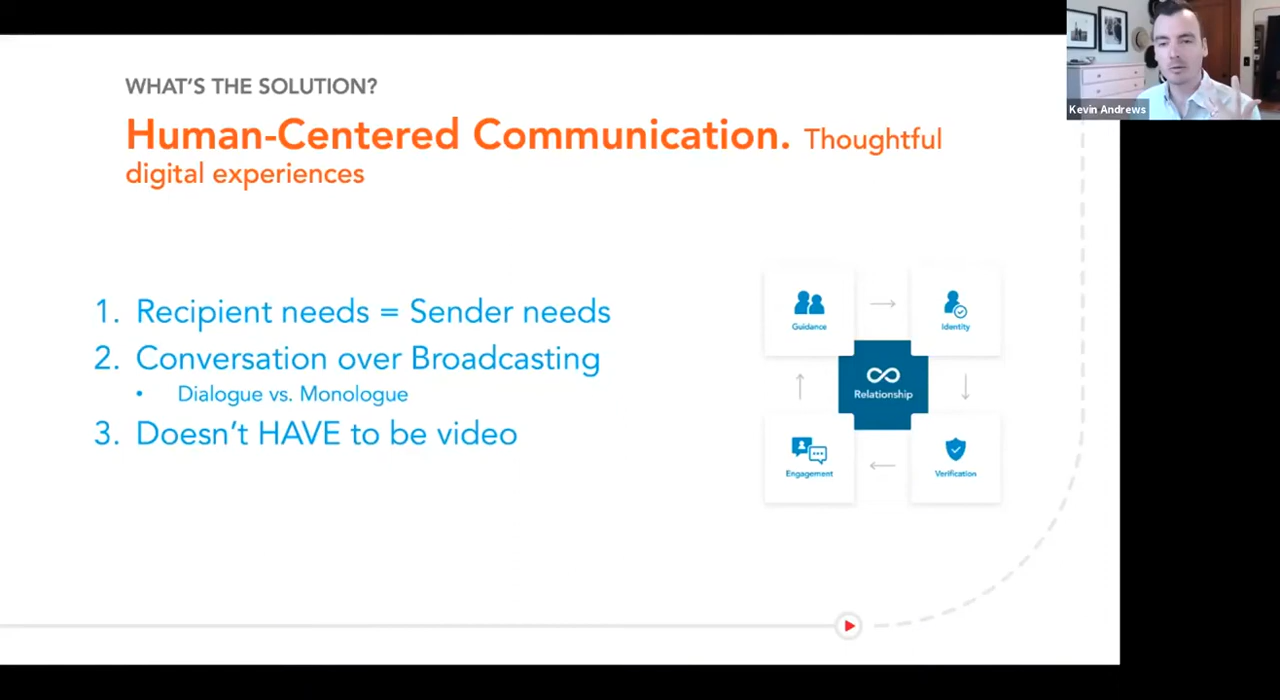 WHAT'S THE SOLUTION?
Human-Centered Communication. Thoughtful
digital experiences
1. Recipient needs = Sender needs
2. Conversation over Broadcasting
• Dialogue vs. Monologue
3. Doesn't HAVE to be video
Guidance
Identity
Relationship
Engagement
Verification
Kevin Andrews